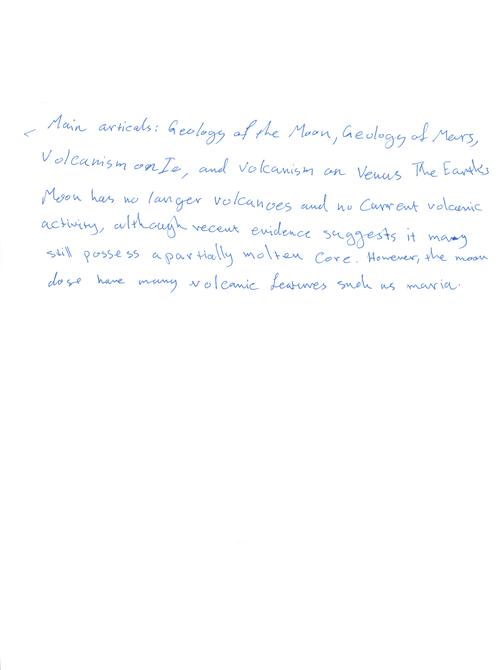 Main articals: Geology of the Moon, Geology of Mars,
Volcanism on Io, and volcanism on Venus The Earth's
Moon has no larger volcanoes and no current volcanic
activity, although recent evidence suggests it may
still possess a partially molten core. However, the moon
dose have many volcanic features such as maria.